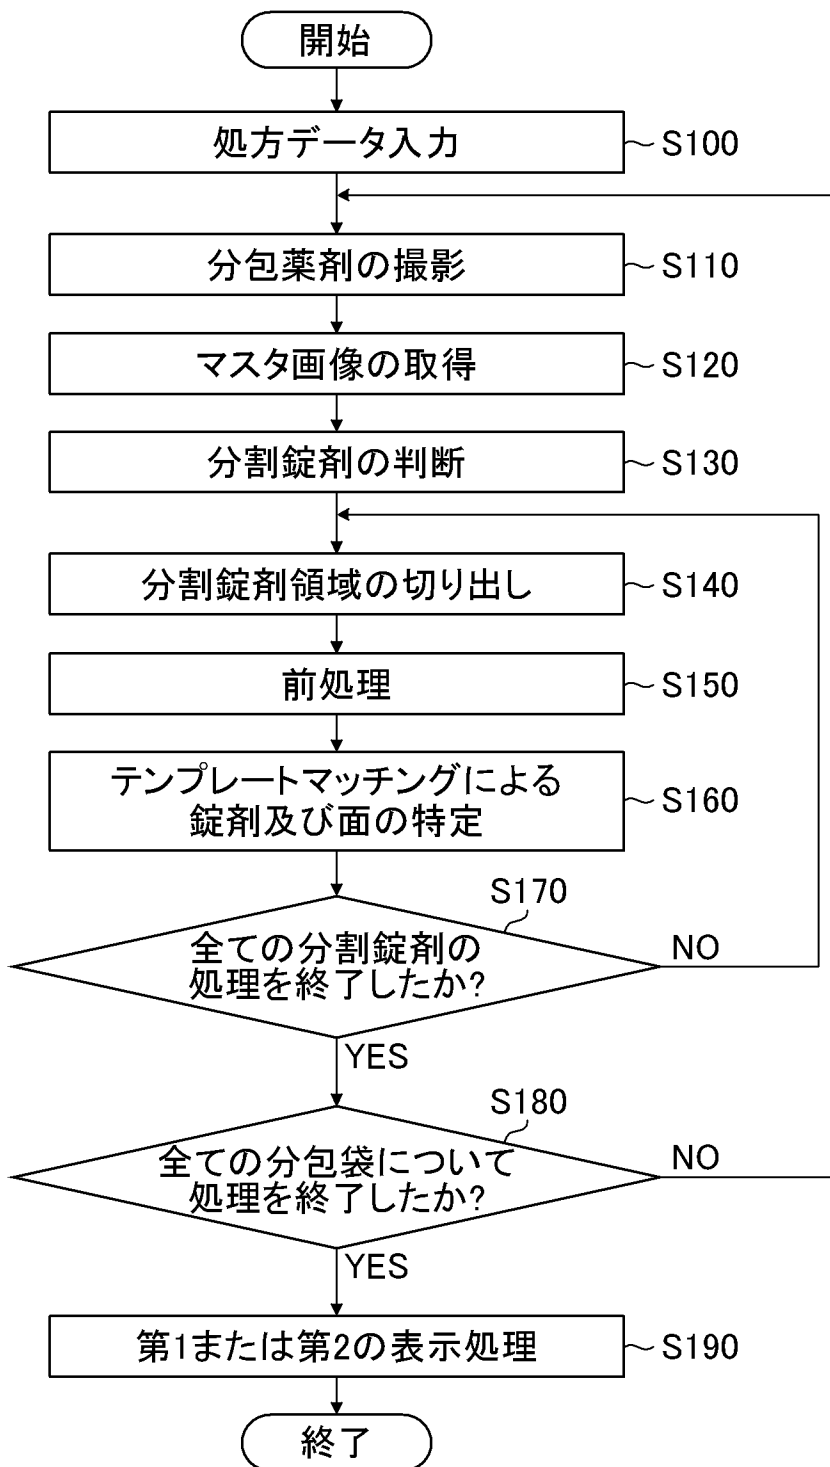 開始
処方データ入力
S100
分包薬剤の撮影
S110
マスタ画像の取得
S120
分割錠剤の判断
S130
分割錠剤領域の切り出し
S140
前処理
S150
テンプレートマッチングによる
錠剤及び面の特定
S160
S170
全ての分割錠剤の
処理を終了したか?
NO
YES
S180
全ての分包袋について
処理を終了したか?
NO
YES
第1または第2の表示処理
S190
終了